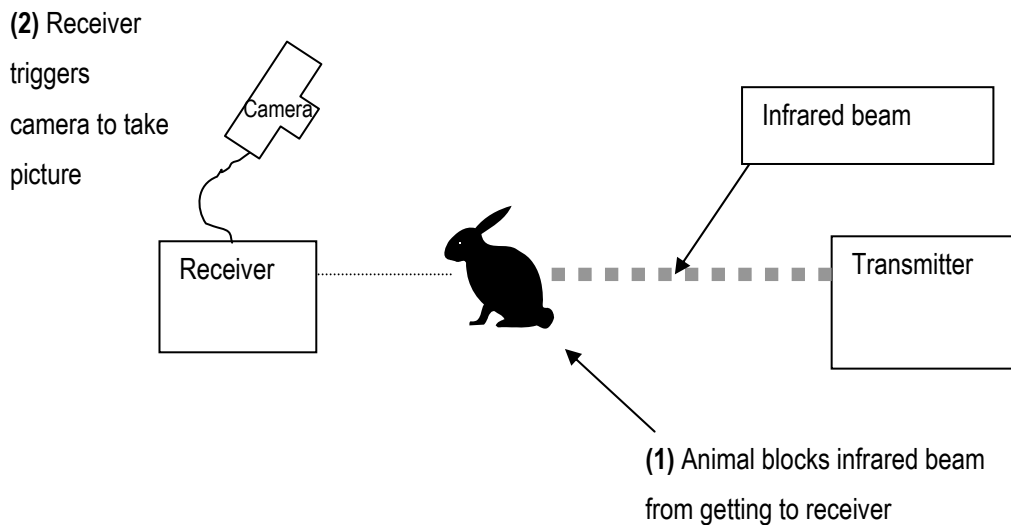 (2) Receiver
triggers
camera to take
picture
Camera
Infrared beam
Receiver
Transmitter
(1) Animal blocks infrared beam
from getting to receiver